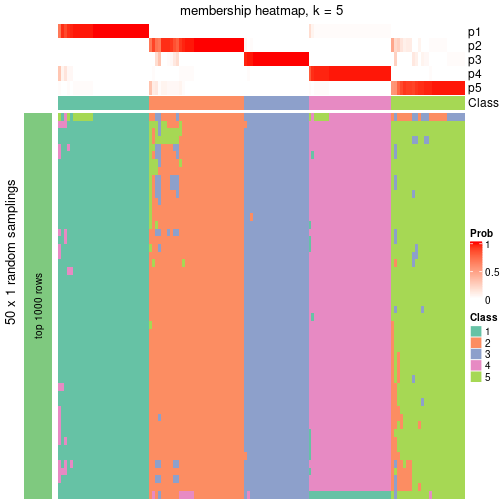 membership heatmap, k = 5
p1
p2
p3
p4
p5
Class
50 x 1 random samplings
top 1000 rows
Prob
1
0.5
0
Class
1
2
3
4
5